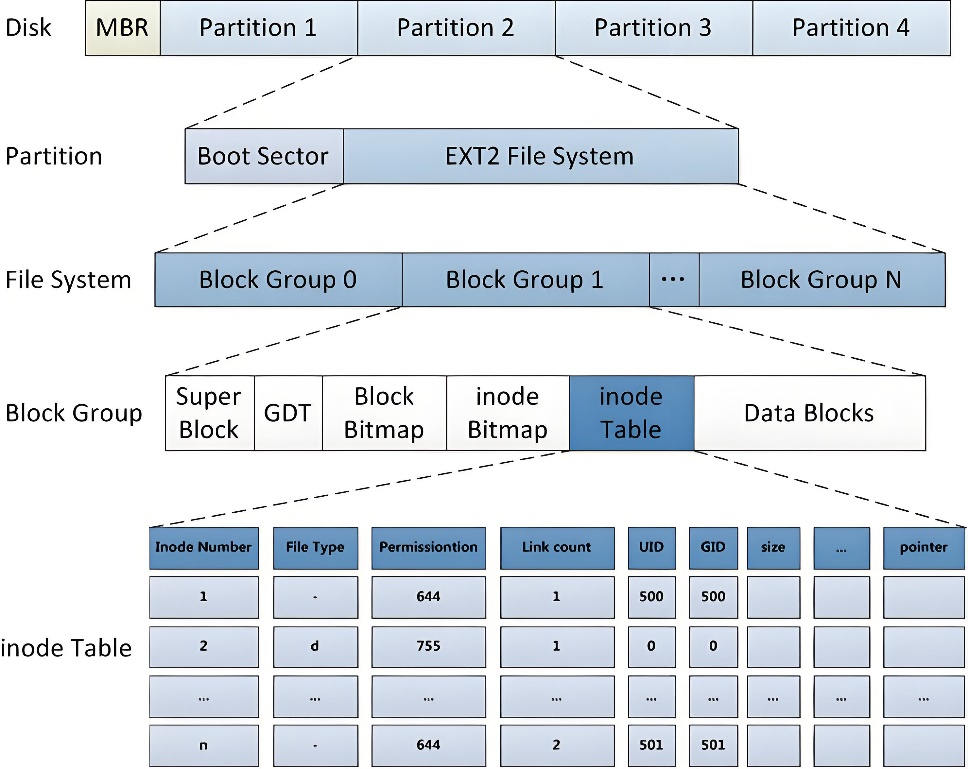 Disk MBR Partition 1 Partition 2 Partition 3 Partition 4
Partition Boot Sector EXT2 File System
File System Block Group 0 Block Group 1 ... Block Group N
Block Group
Super
Block
GDT
Block
Bitmap
inode
Bitmap
inode
Table
Data Blocks
Inode Number File Type Permissiontion Link count UID GID size ... pointer
1 - 644 1 500 500
inode Table
2 d 755 1 0 0
... ... ... ... ... ... ... ... ...
n - 644 2 501 501